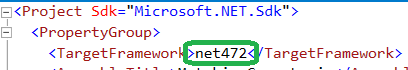 <Project Sdk="Microsoft.NET.Sdk">
<PropertyGroup>
<TargetFramework>net472</TargetFramework>